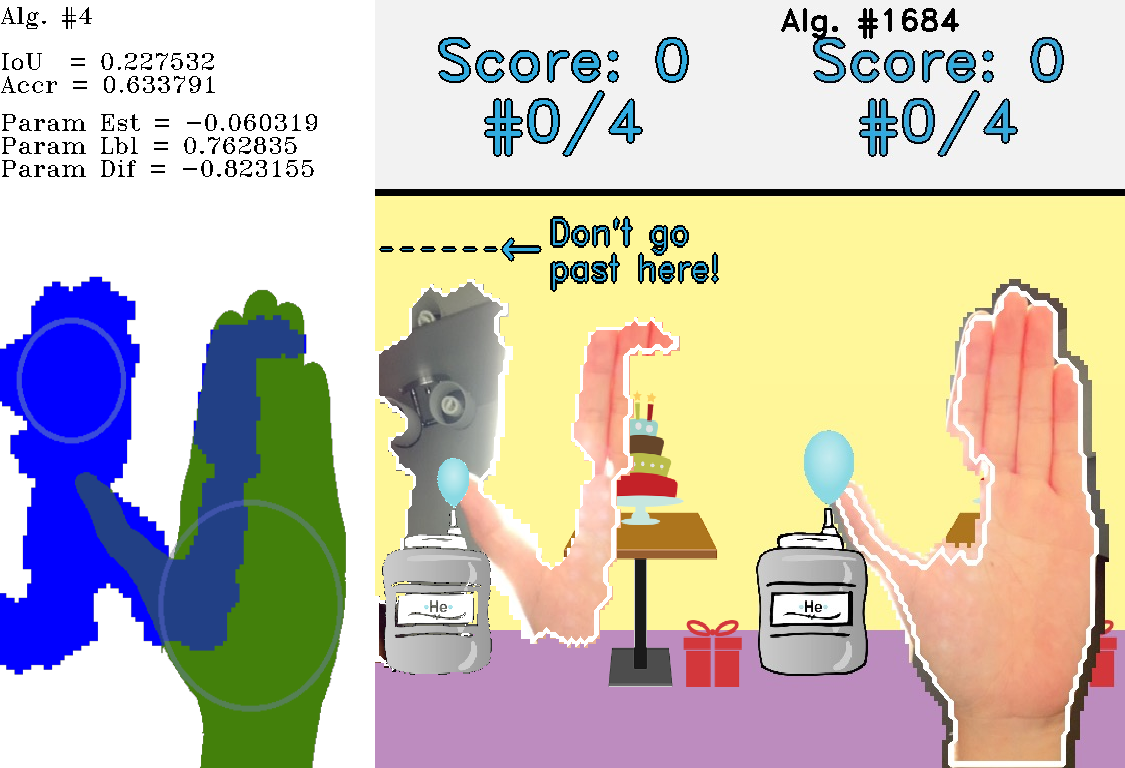 Alg. #4
IoU = 0.227532
Accr = 0.633791
Param Est = −0.060319
Param Lbl = 0.762835
Param Dif = −0.823155
Score: 0
#0/4
Don't go
past here!
He
Alg. #1684
Score: 0
#0/4
He